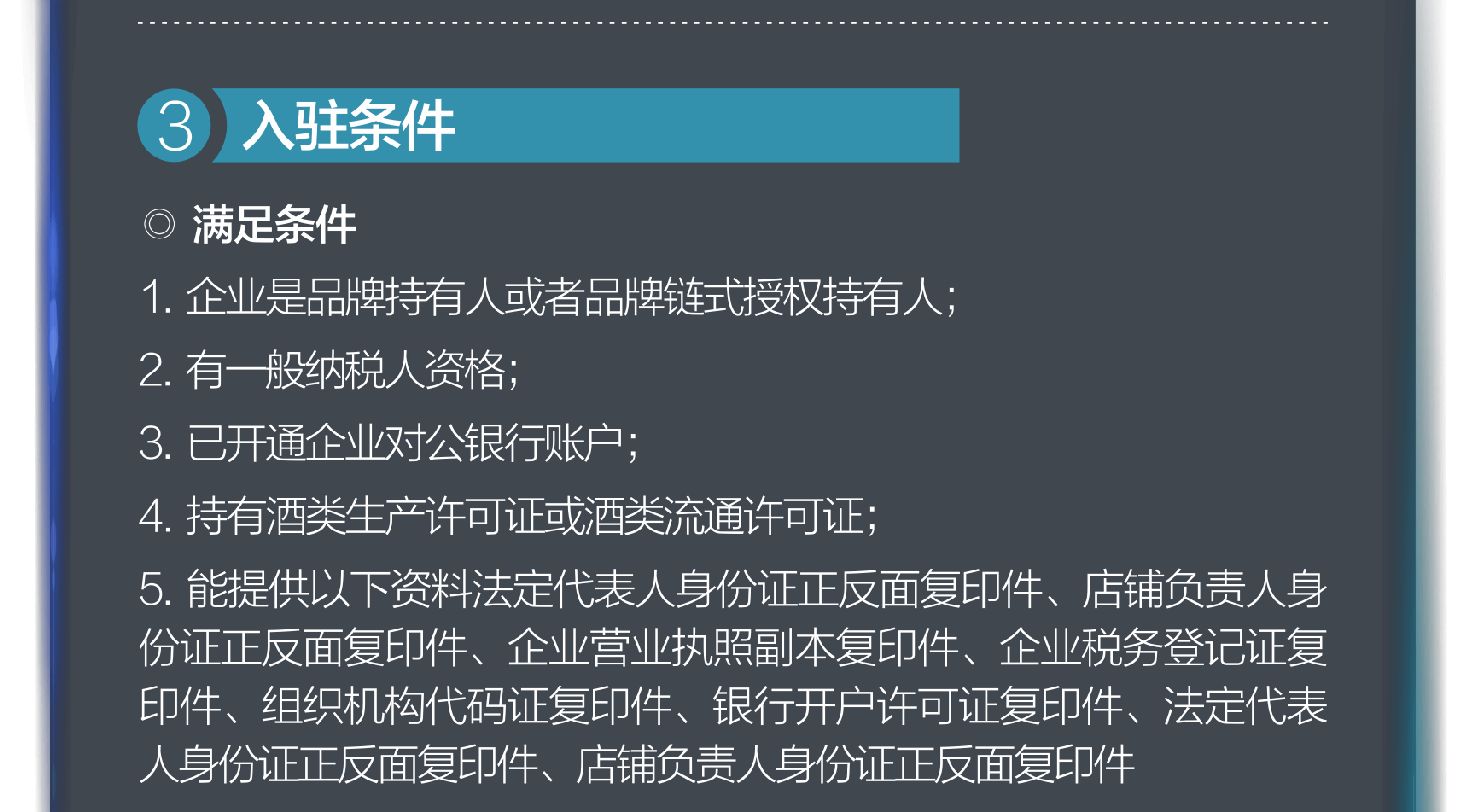 3 入驻条件
◎ 满足条件
1. 企业是品牌持有人或者品牌链式授权持有人；
2. 有一般纳税人资格；
3. 已开通企业对公银行账户；
4. 持有酒类生产许可证或酒类流通许可证；
5. 能提供以下资料法定代表人身份证正反面复印件、店铺负责人身
份证正反面复印件、企业营业执照副本复印件、企业税务登记证复
印件、组织机构代码证复印件、银行开户许可证复印件、法定代表
人身份证正反面复印件、店铺负责人身份证正反面复印件